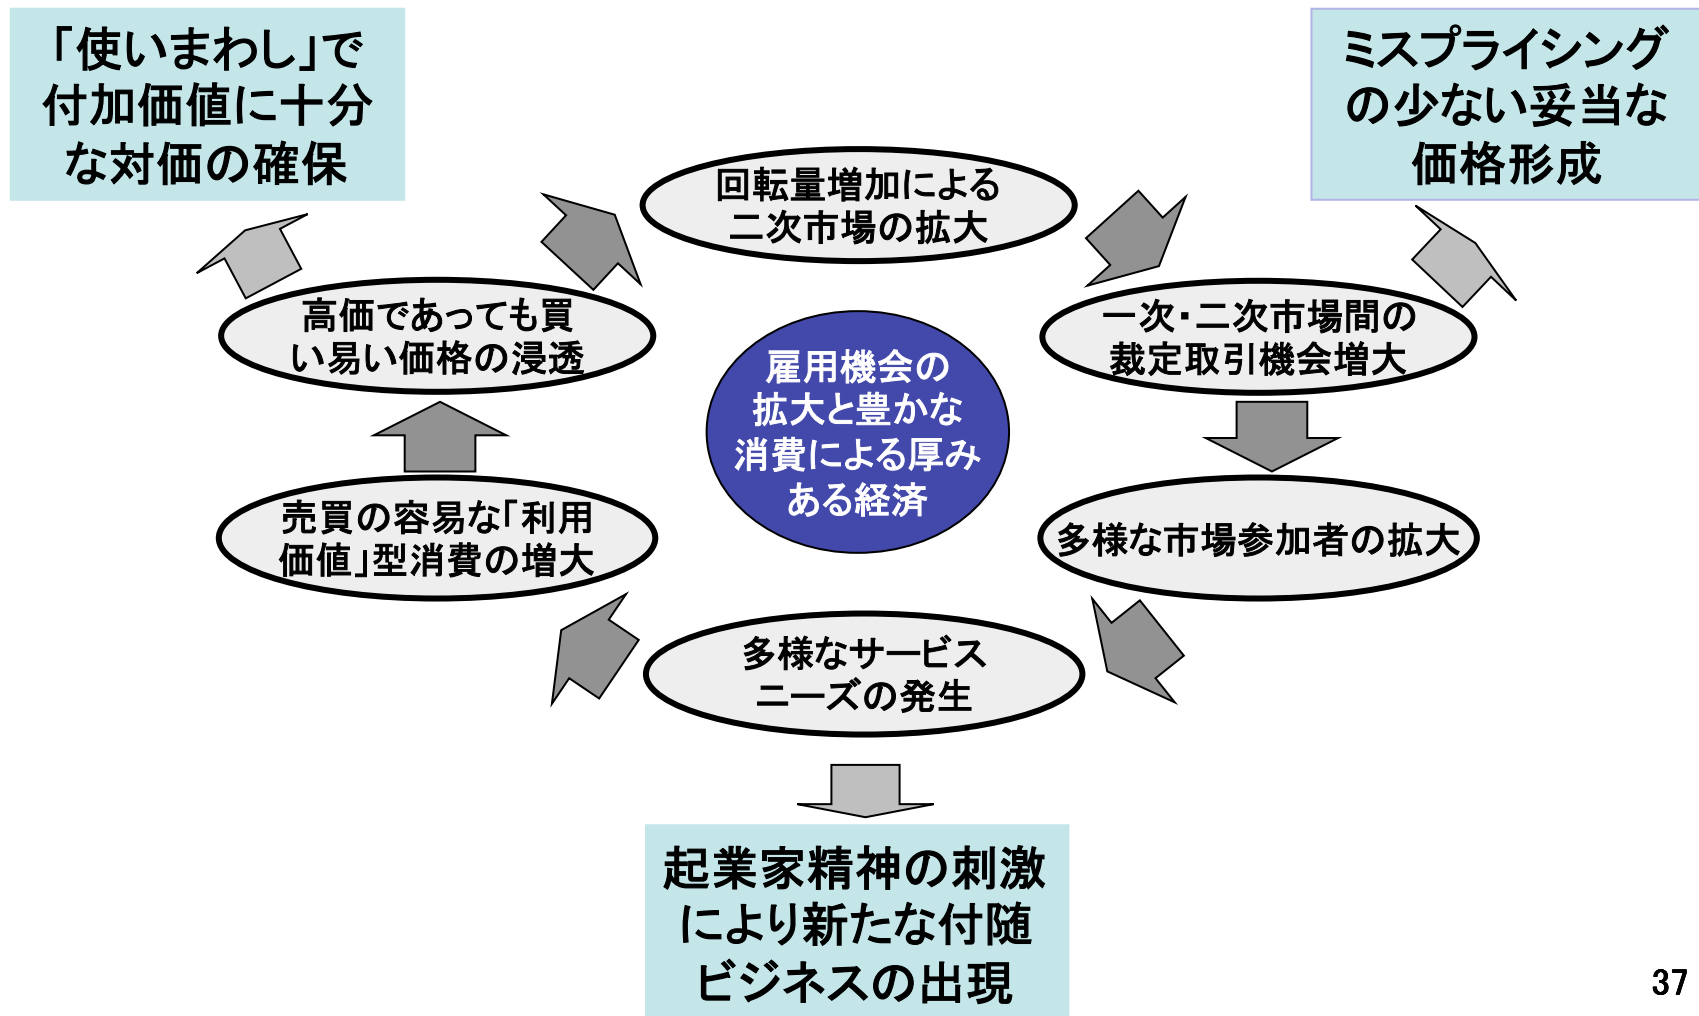 「使いまわし」で
付加価値に十分
な対価の確保
ミスプライシング
の少ない妥当な
価格形成
回転量増加による
二次市場の拡大
高価であっても買
い易い価格の浸透
一次・二次市場間の
裁定取引機会増大
雇用機会の
拡大と豊かな
消費による厚み
ある経済
売買の容易な「利用
価値」型消費の増大
多様な市場参加者の拡大
多様なサービス
ニーズの発生
起業家精神の刺激
により新たな付随
ビジネスの出現
37